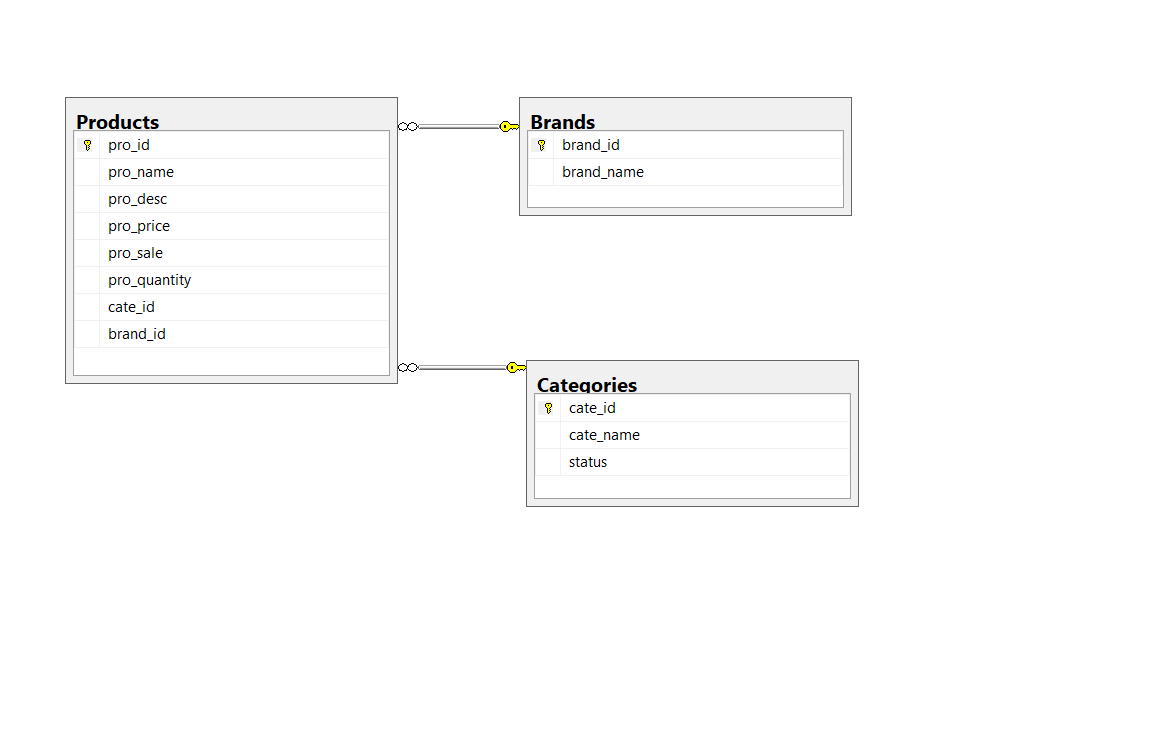 Products
pro_id
pro_name
pro_desc
pro_price
pro_sale
pro_quantity
cate_id
brand_id
Brands
brand_id
brand_name
Categories
cate_id
cate_name
status